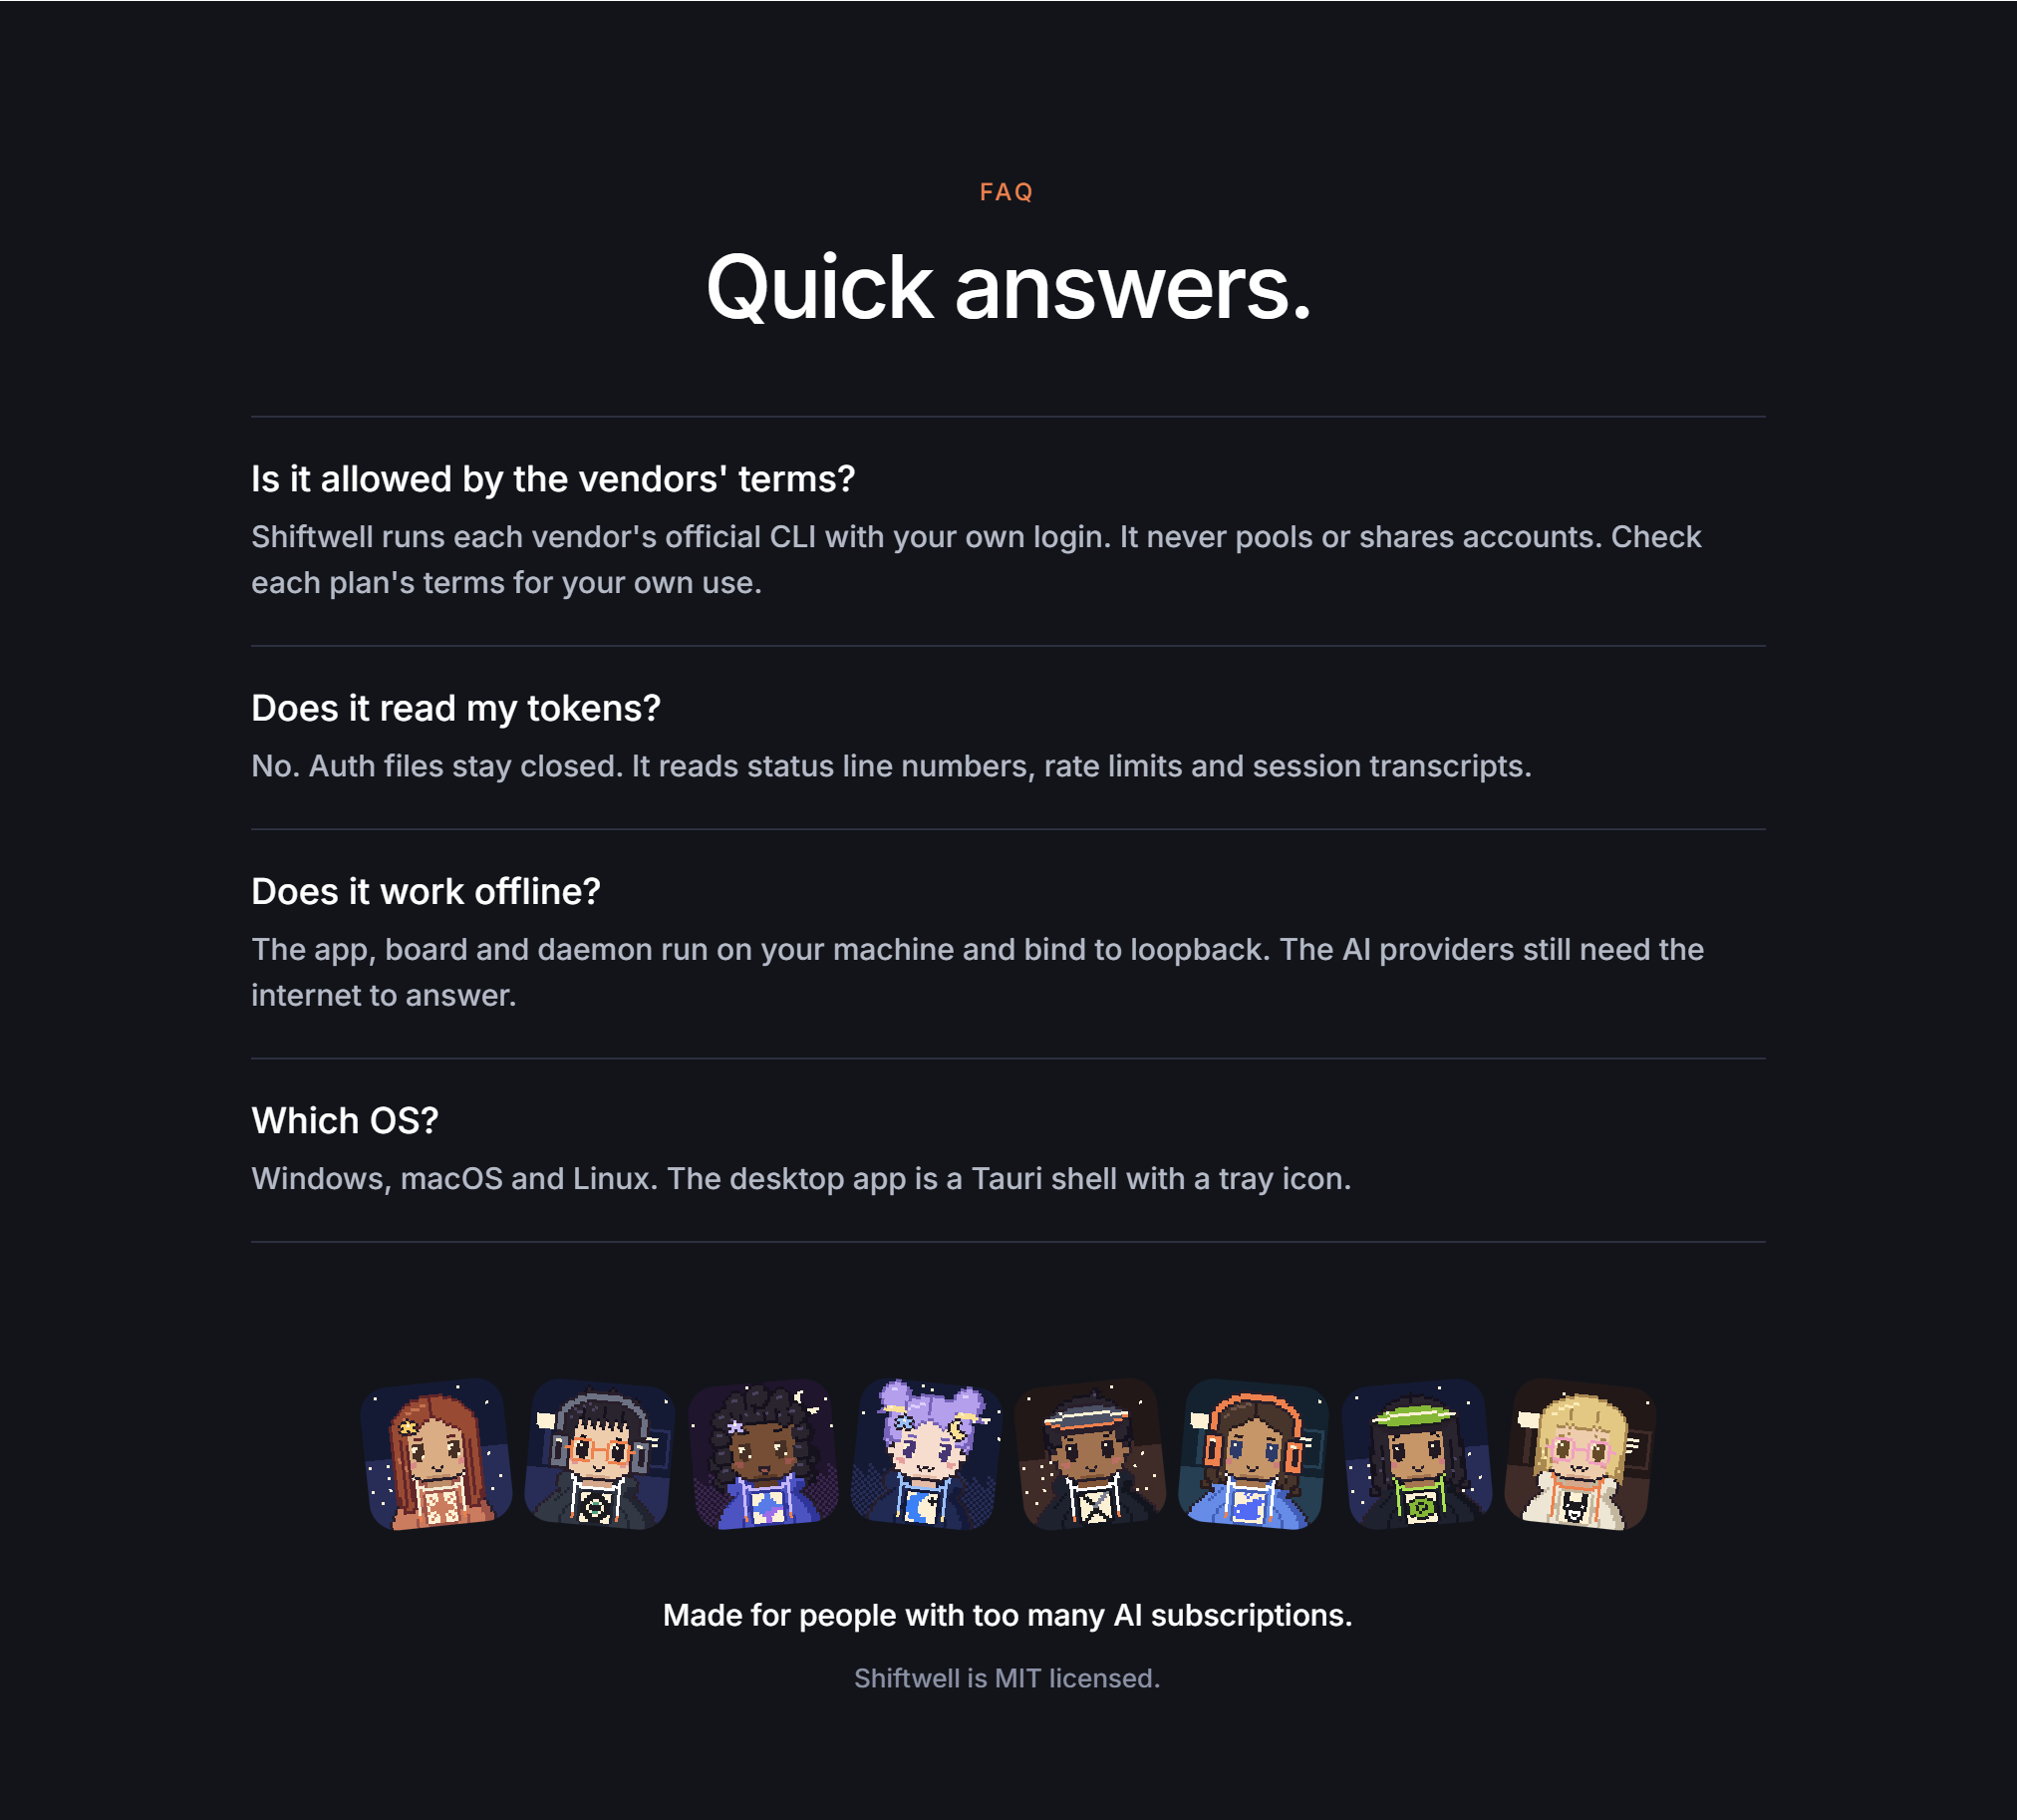 FAQ
Quick answers.
Is it allowed by the vendors' terms?
Shiftwell runs each vendor's official CLI with your own login. It never pools or shares accounts. Check
each plan's terms for your own use.
Does it read my tokens?
No. Auth files stay closed. It reads status line numbers, rate limits and session transcripts.
Does it work offline?
The app, board and daemon run on your machine and bind to loopback. The AI providers still need the
internet to answer.
Which OS?
Windows, macOS and Linux. The desktop app is a Tauri shell with a tray icon.
Made for people with too many AI subscriptions.
Shiftwell is MIT licensed.